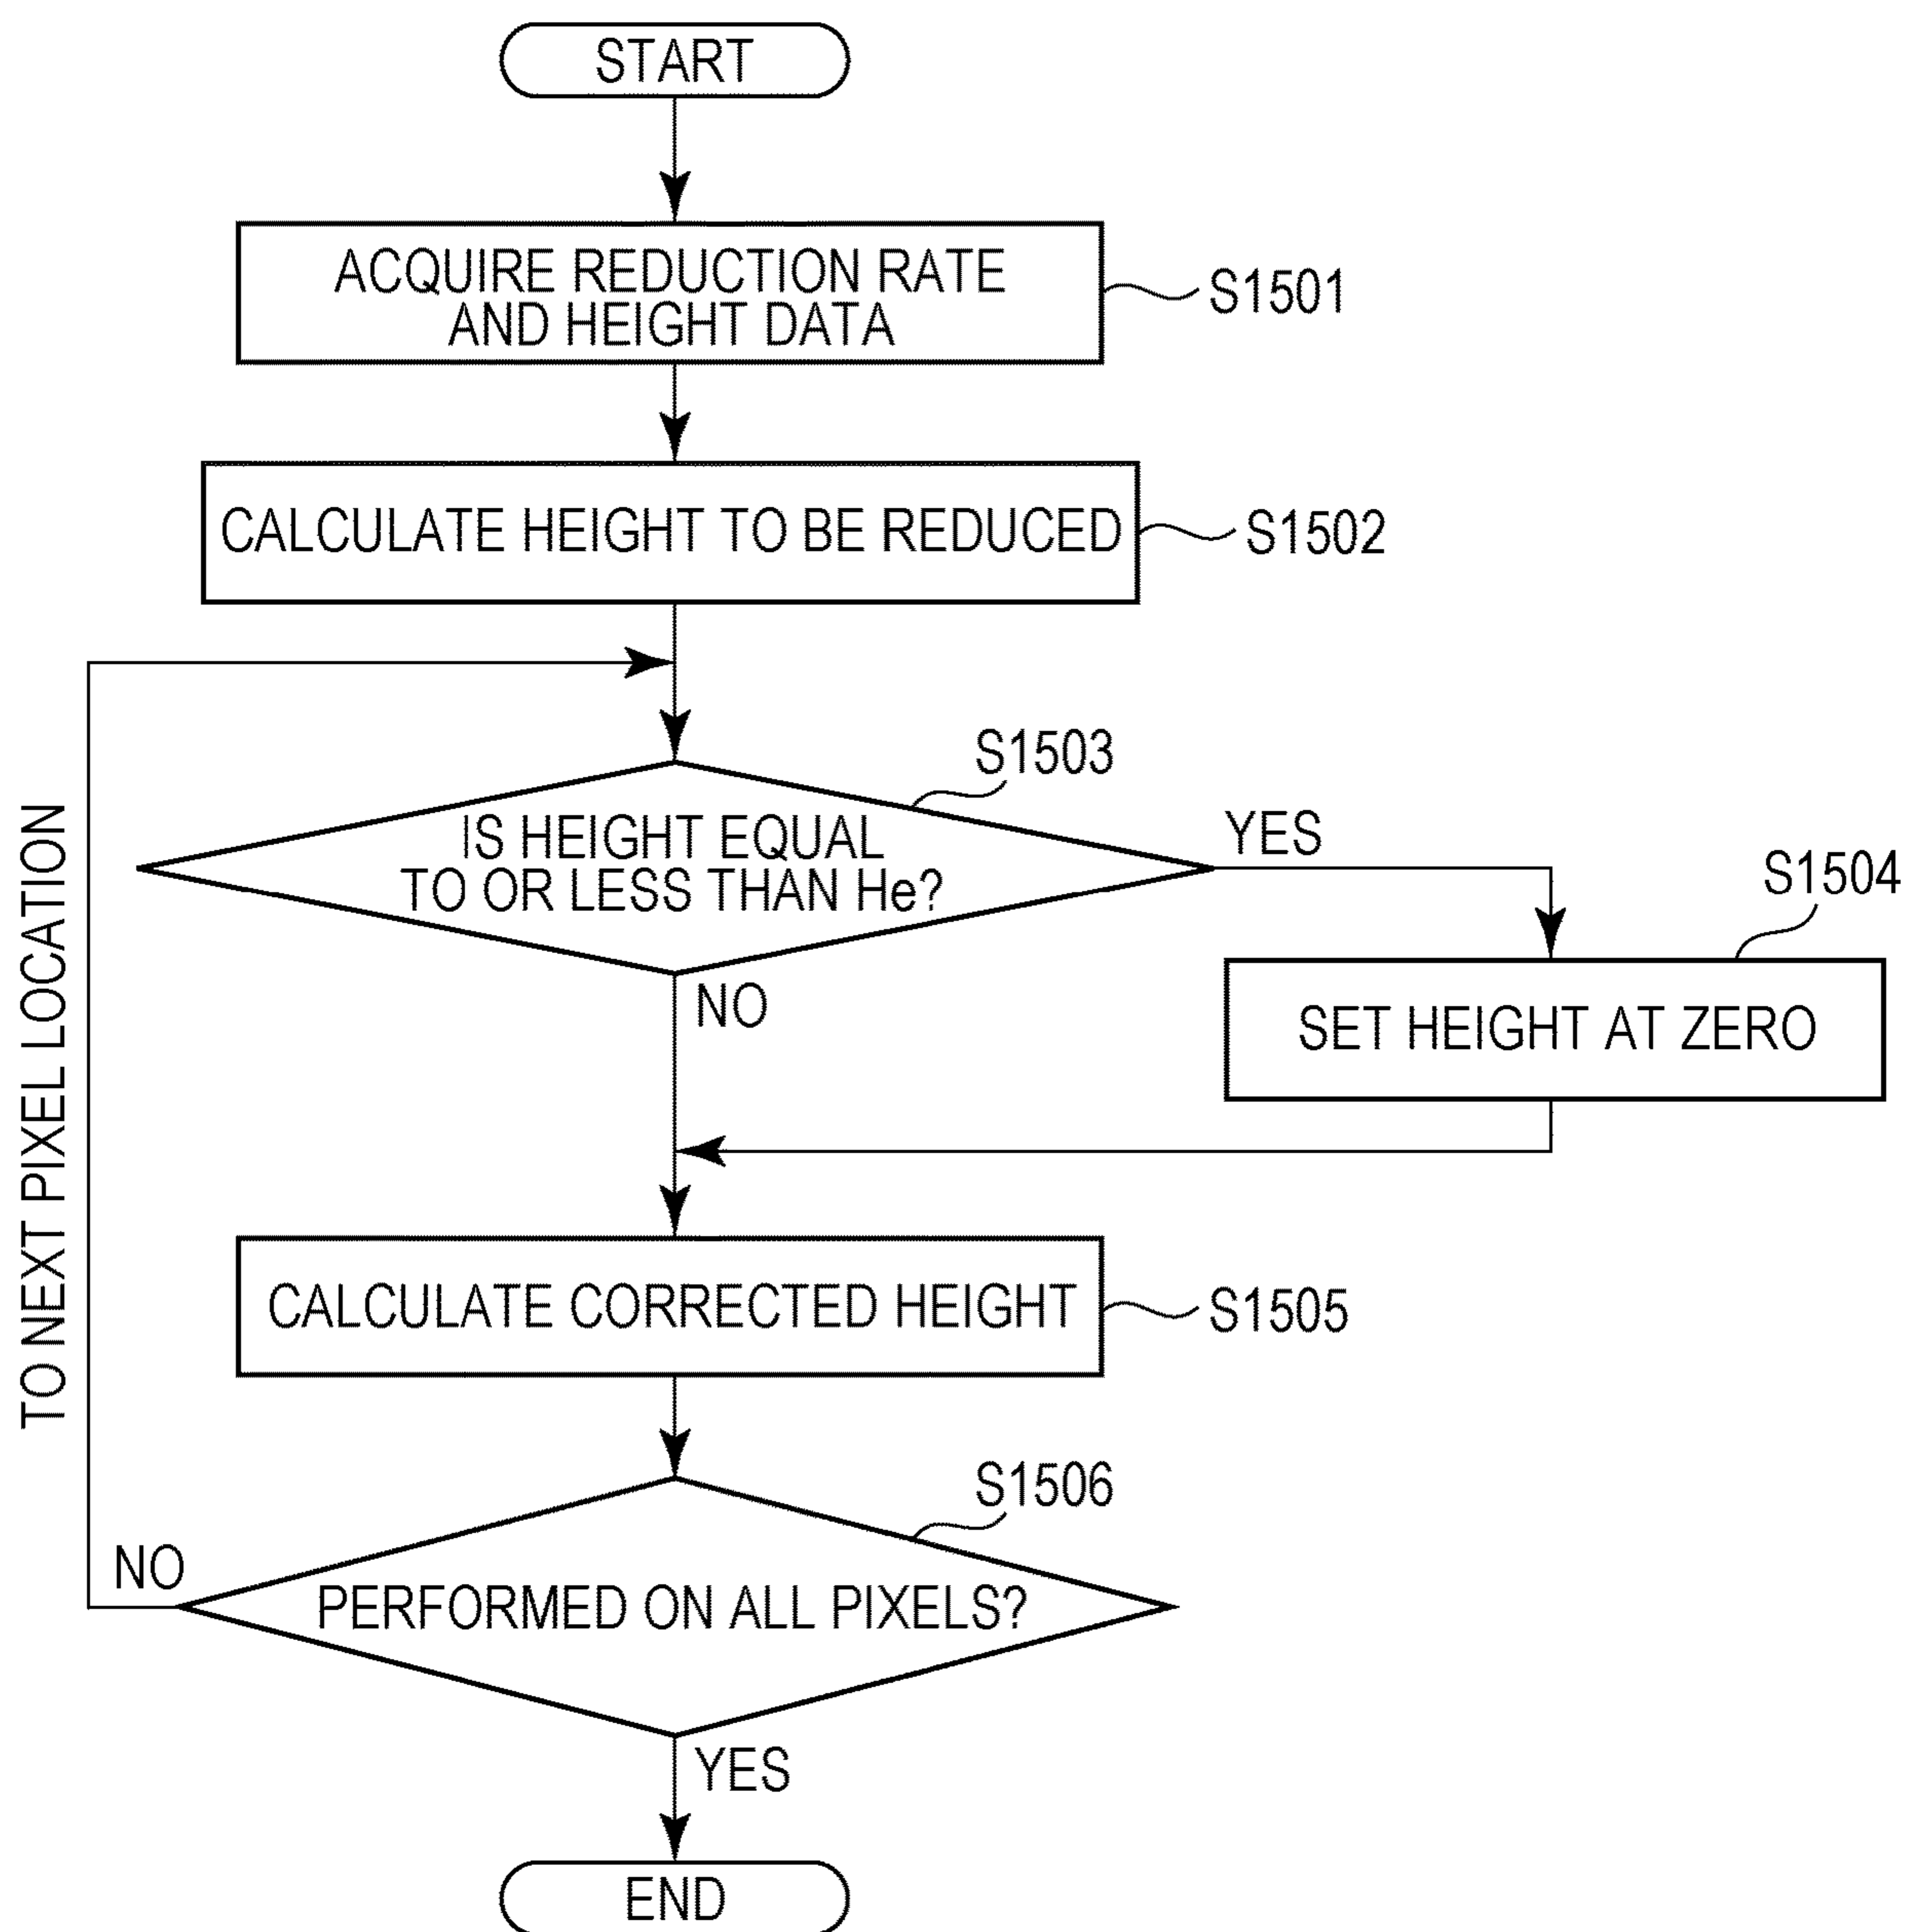 START
ACQUIRE REDUCTION RATE
AND HEIGHT DATA
S1501
CALCULATE HEIGHT TO BE REDUCED
S1502
S1503
IS HEIGHT EQUAL
TO OR LESS THAN He?
YES
S1504
NO
SET HEIGHT AT ZERO
TO NEXT PIXEL LOCATION
CALCULATE CORRECTED HEIGHT
S1505
S1506
NO
PERFORMED ON ALL PIXELS?
YES
END